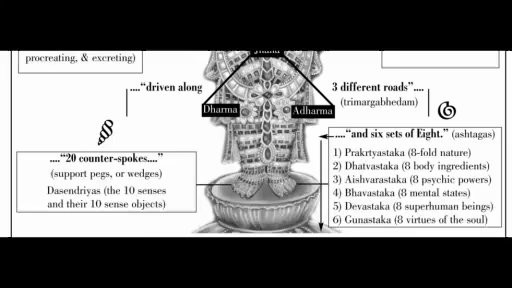 procreating, & excreting)
...."driven along
3 different roads"....
(trimargabhedam)
Dharma
Adharma
...."20 counter-spokes...."
(support pegs, or wedges)
Dasendriyas (the 10 senses
and their 10 sense objects)
...."and six sets of Eight." (ashtagas)
1) Prakrtyastaka (8-fold nature)
2) Dhatvastaka (8 body ingredients)
3) Aishvarastaka (8 psychic powers)
4) Bhavastaka (8 mental states)
5) Devastaka (8 superhuman beings)
6) Gunastaka (8 virtues of the soul)